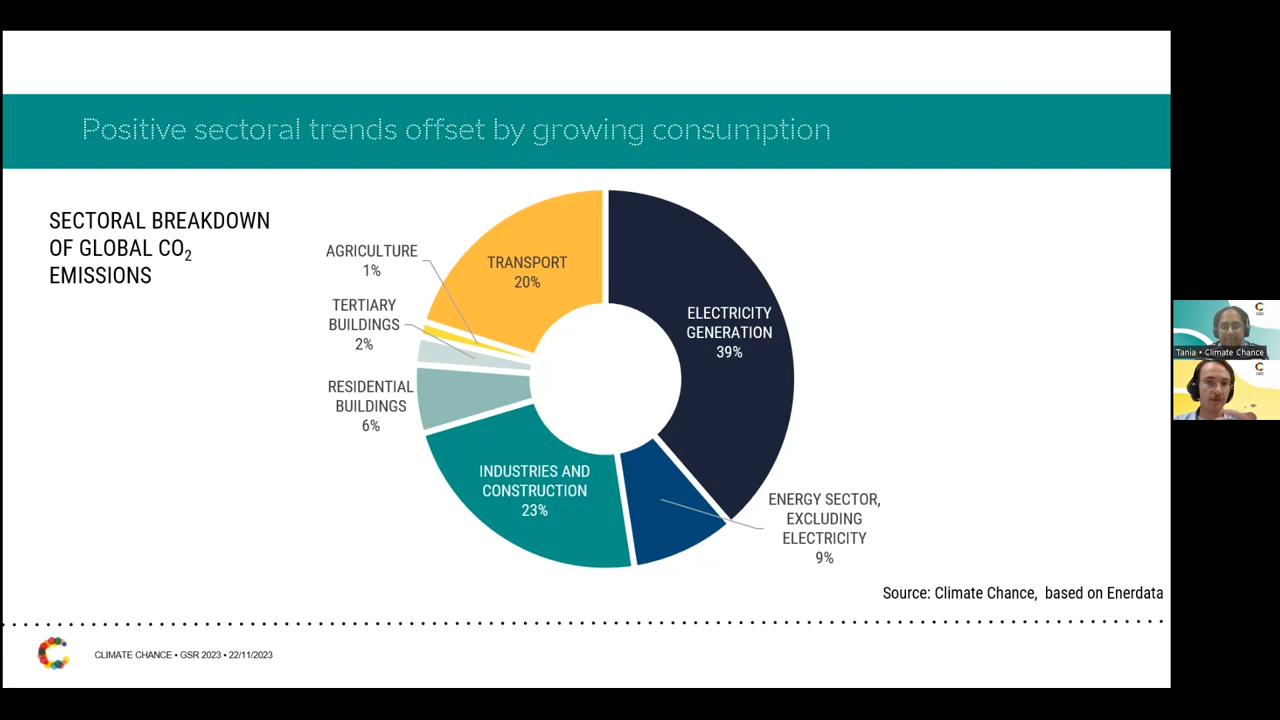 Positive sectoral trends offset by growing consumption
SECTORAL BREAKDOWN
OF GLOBAL CO2
EMISSIONS
AGRICULTURE
1%
TRANSPORT
20%
TERTIARY
BUILDINGS
2%
ELECTRICITY
GENERATION
39%
RESIDENTIAL
BUILDINGS
6%
INDUSTRIES AND
CONSTRUCTION
23%
ENERGY SECTOR,
EXCLUDING
ELECTRICITY
9%
Source: Climate Chance, based on Enerdata
CLIMATE CHANCE • GSR 2023 • 22/11/2023
Tania • Climate Chance